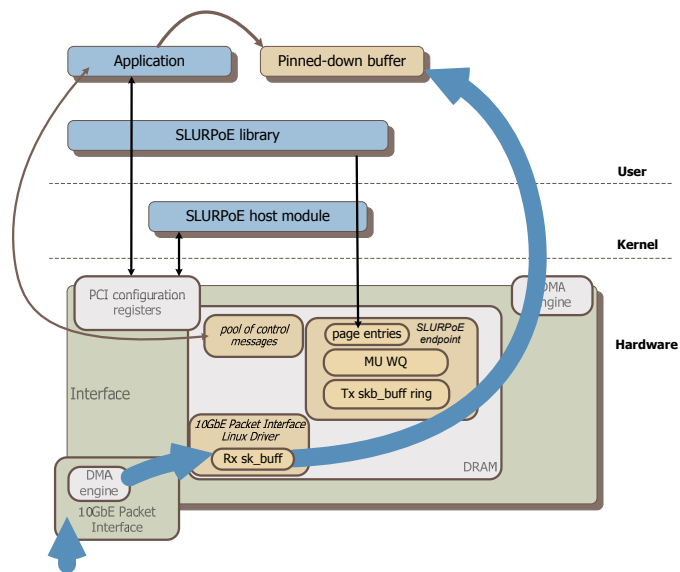 Application
Pinned-down buffer
SLURPoE library
User
SLURPoE host module
Kernel
PCI configuration
registers
DMA
engine
pool of control
messages
page entries
SLURPoE
endpoint
Hardware
MU WQ
Tx skb_buff ring
Interface
10GbE Packet Interface
Linux Driver
Rx sk_buff
DRAM
DMA
engine
10GbE Packet
Interface